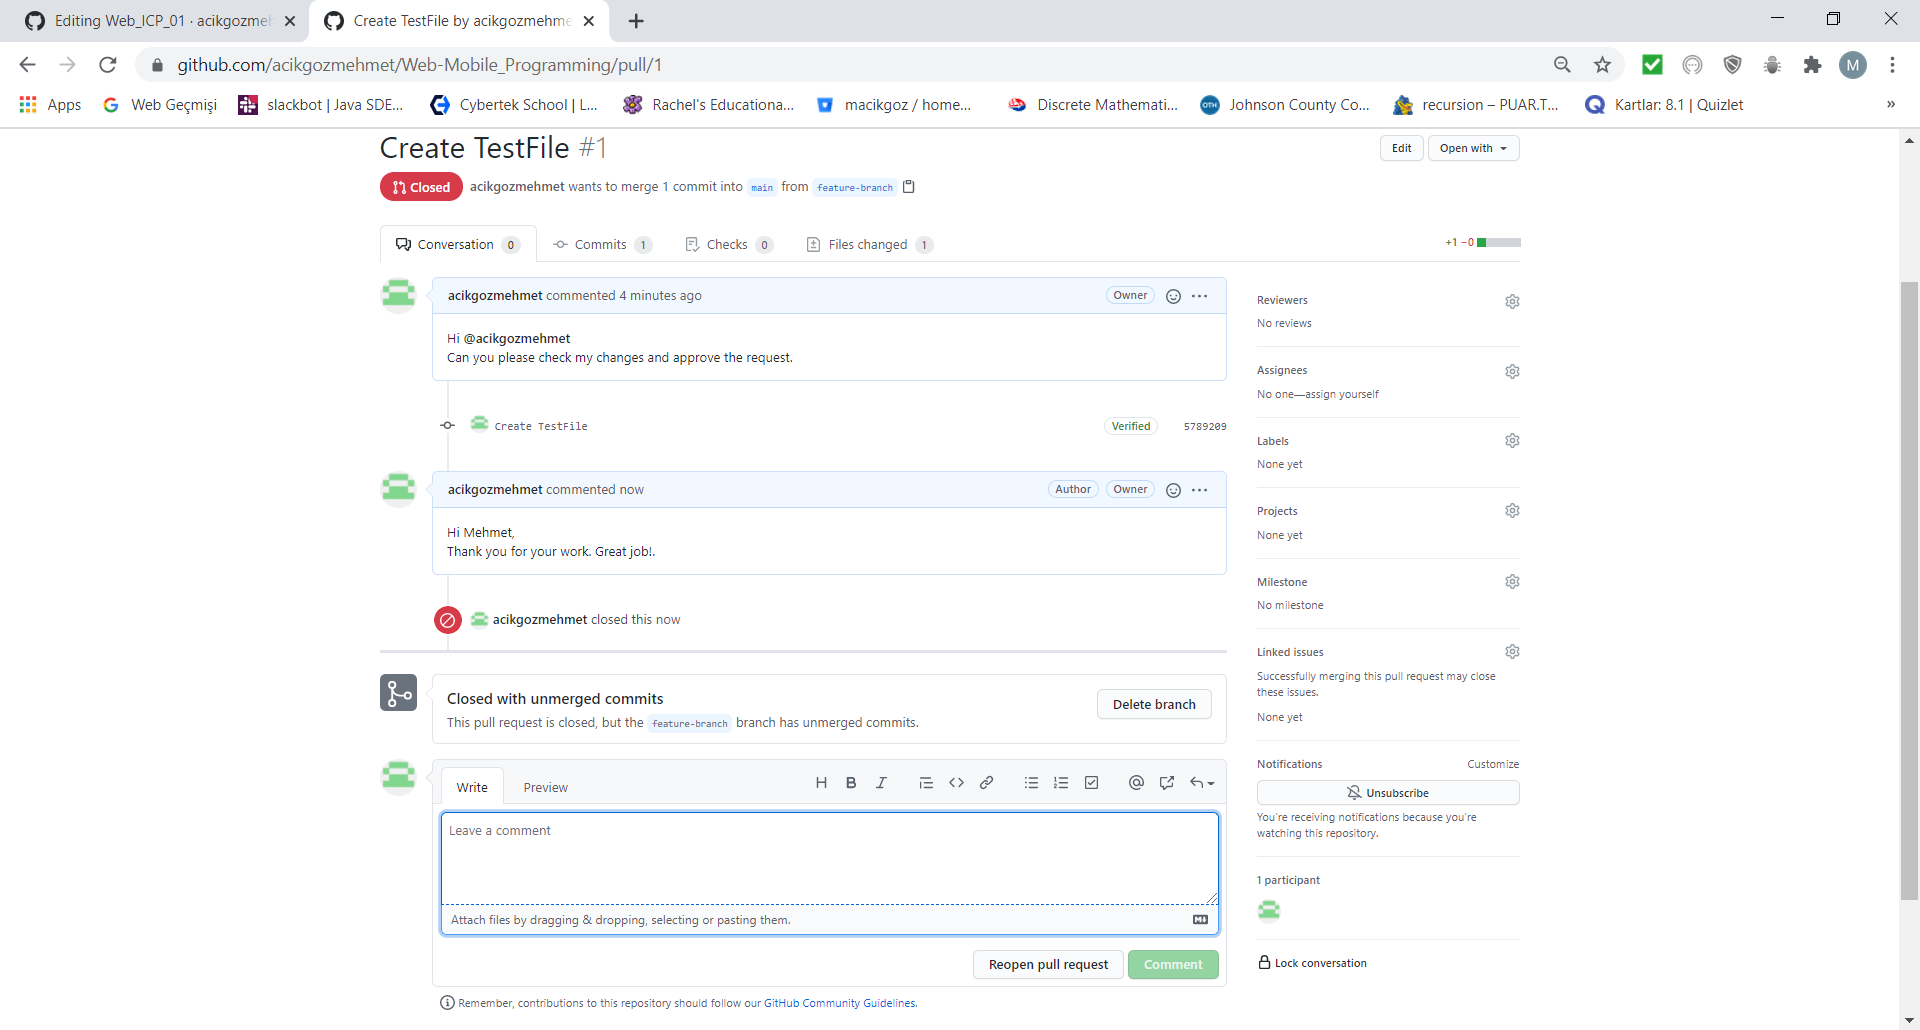 Editing Web_ICP_01 · acikgozmeh
Create TestFile by acikgozmehme
github.com/acikgozmehmet/Web-Mobile_Programming/pull/1
M
Apps
Web Geçmişi
slackbot | Java SDE...
Cybertek School | L...
Rachel's Educationa...
macikgoz / home...
Discrete Mathemati...
OTH
Johnson County Co...
recursion – PUAR.T...
Kartlar: 8.1 | Quizlet
»
Create TestFile #1
Edit
Open with
Closed
acikgozmehmet wants to merge 1 commit into main from feature-branch
Conversation 0
Commits 1
Checks 0
Files changed 1
+1 −0
acikgozmehmet commented 4 minutes ago
Owner
Hi @acikgozmehmet
Can you please check my changes and approve the request.
Create TestFile
Verified
5789209
acikgozmehmet commented now
Author
Owner
Hi Mehmet,
Thank you for your work. Great job!.
acikgozmehmet closed this now
Closed with unmerged commits
This pull request is closed, but the feature-branch branch has unmerged commits.
Delete branch
Write
Preview
H B I
Leave a comment
Attach files by dragging & dropping, selecting or pasting them.
Reopen pull request
Comment
Remember, contributions to this repository should follow our GitHub Community Guidelines.
Reviewers
No reviews
Assignees
No one—assign yourself
Labels
None yet
Projects
None yet
Milestone
No milestone
Linked issues
Successfully merging this pull request may close
these issues.
None yet
Notifications
Customize
Unsubscribe
You're receiving notifications because you're
watching this repository.
1 participant
Lock conversation